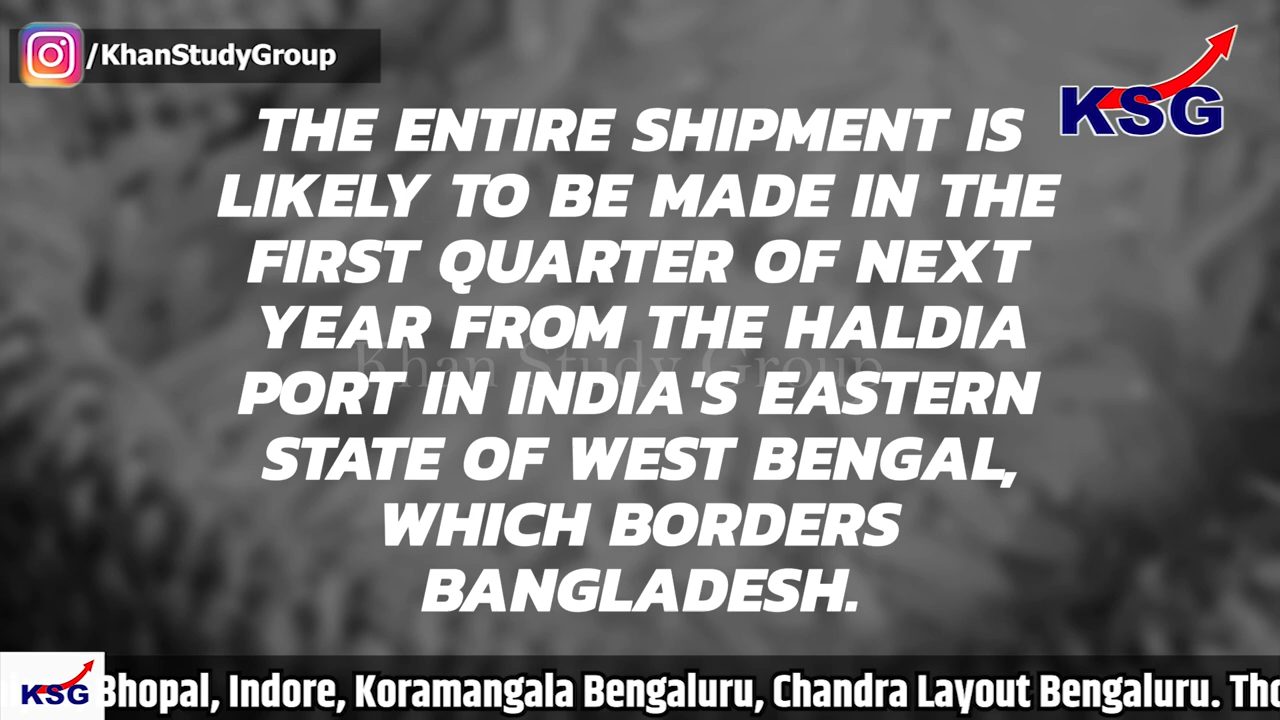 /KhanStudyGroup
KSG
THE ENTIRE SHIPMENT IS
LIKELY TO BE MADE IN THE
FIRST QUARTER OF NEXT
YEAR FROM THE HALDIA
PORT IN INDIA'S EASTERN
STATE OF WEST BENGAL,
WHICH BORDERS
BANGLADESH.
Khan Study Group
KSG
Bhopal, Indore, Koramangala Bengaluru, Chandra Layout Bengaluru.